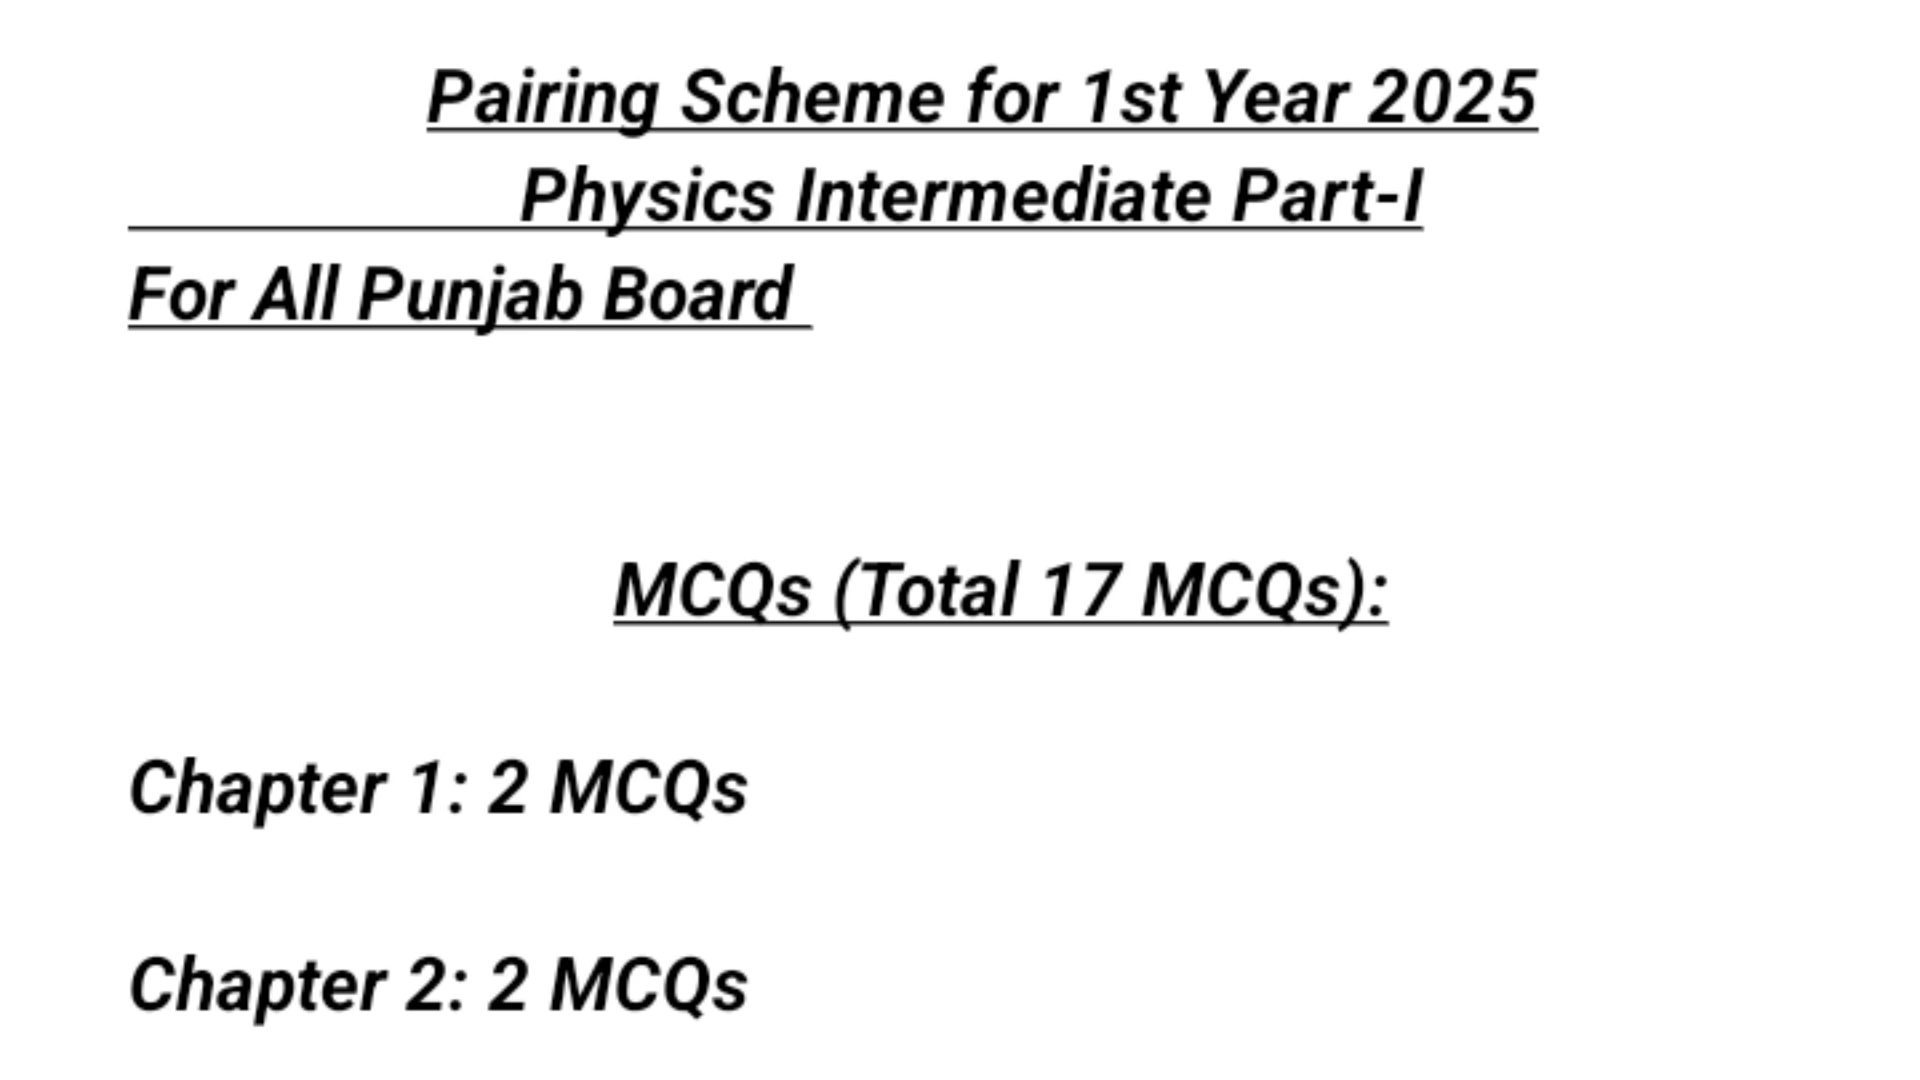 Pairing Scheme for 1st Year 2025
Physics Intermediate Part-I
For All Punjab Board
MCQs (Total 17 MCQs):
Chapter 1: 2 MCQs
Chapter 2: 2 MCQs